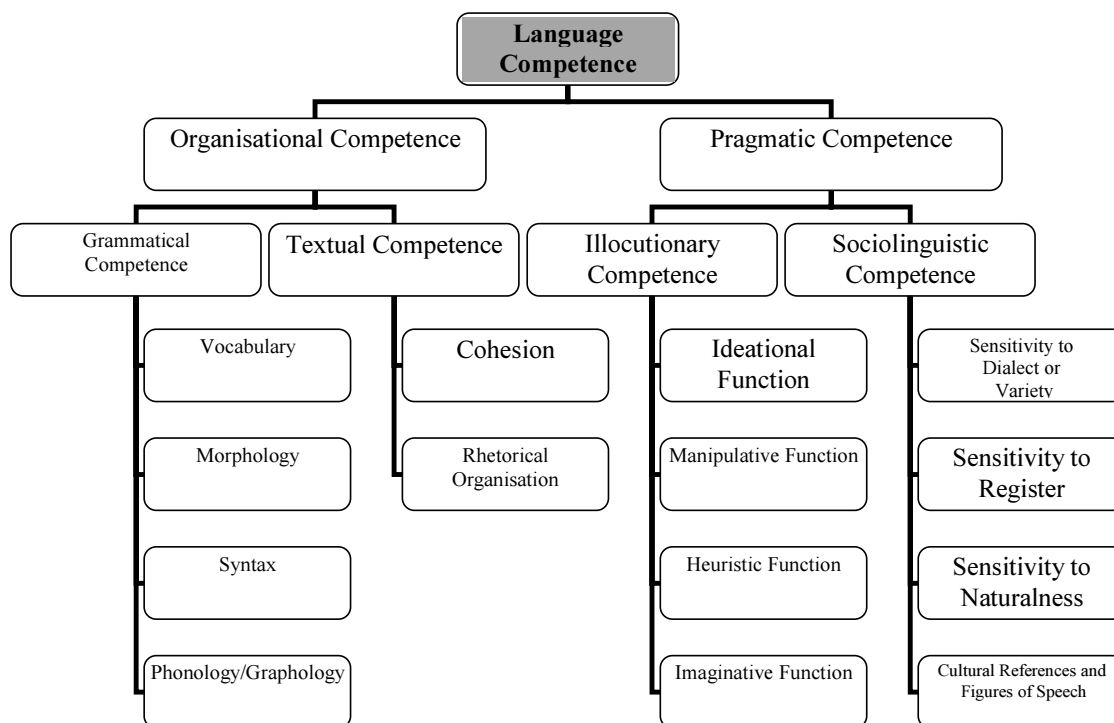 Language
Competence
Organisational Competence
Pragmatic Competence
Grammatical
Competence
Textual Competence
Illocutionary
Competence
Sociolinguistic
Competence
Vocabulary
Cohesion
Ideational
Function
Sensitivity to
Dialect or
Variety
Morphology
Rhetorical
Organisation
Manipulative Function
Sensitivity to
Register
Syntax
Heuristic Function
Sensitivity to
Naturalness
Phonology/Graphology
Imaginative Function
Cultural References and
Figures of Speech